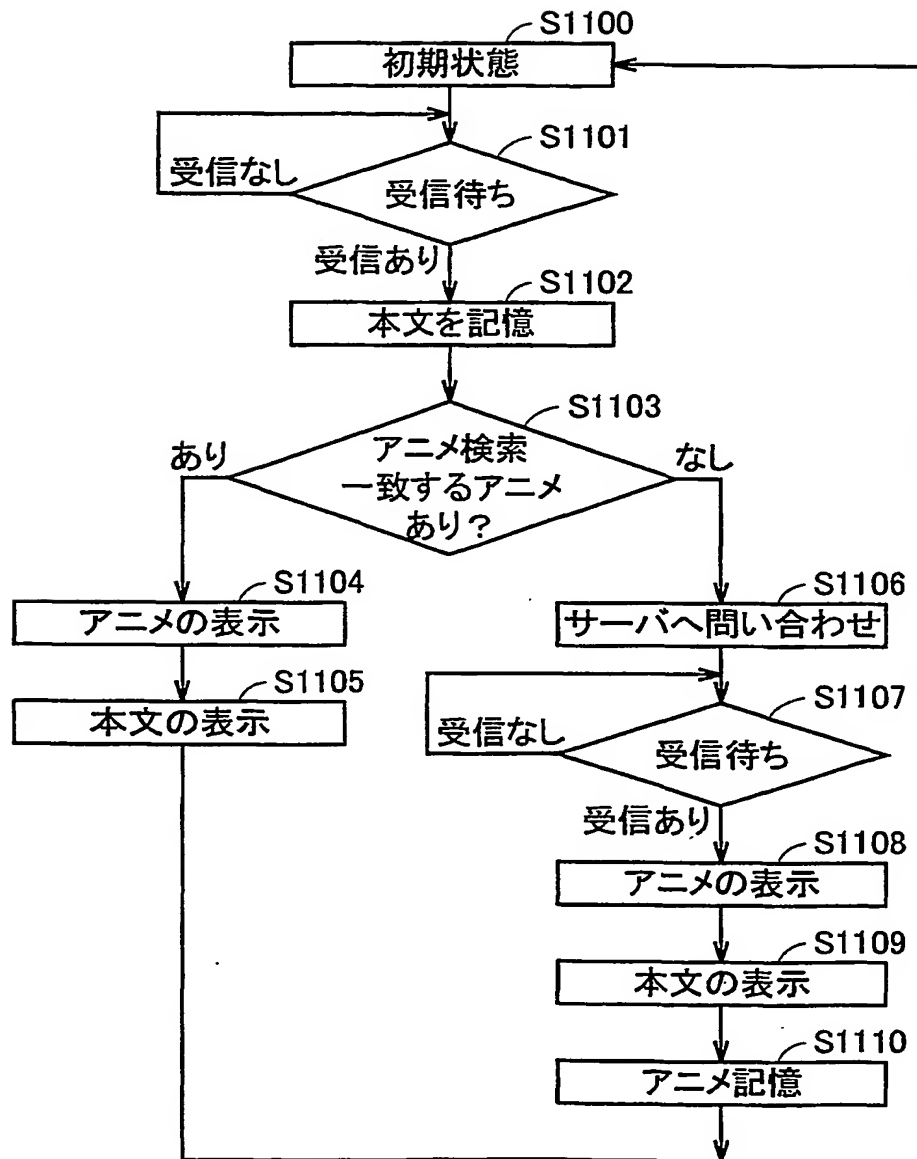 S1100
初期状態
S1101
受信なし
受信待ち
受信あり
S1102
本文を記憶
S1103
あり
アニメ検索
一致するアニメ
あり？
なし
S1104
アニメの表示
S1105
本文の表示
S1106
サーバへ問い合わせ
S1107
受信なし
受信待ち
受信あり
S1108
アニメの表示
S1109
本文の表示
S1110
アニメ記憶